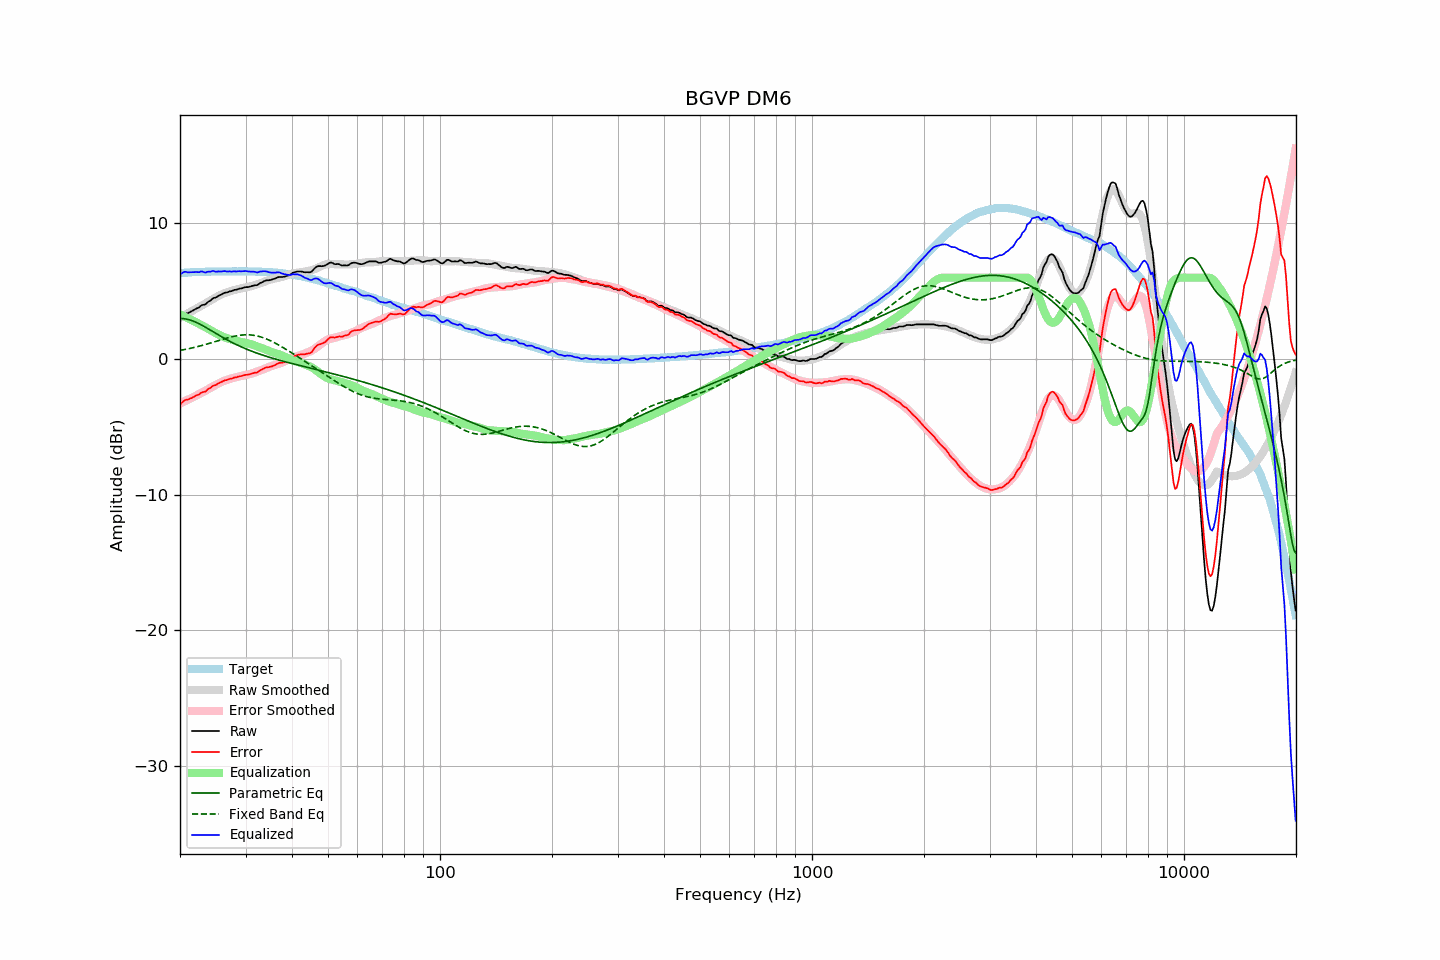 BGVP DM6
Amplitude (dBr)
10
0
−10
−20
−30
Target
Raw Smoothed
Error Smoothed
Raw
Error
Equalization
Parametric Eq
Fixed Band Eq
Equalized
100 1000 10000
Frequency (Hz)